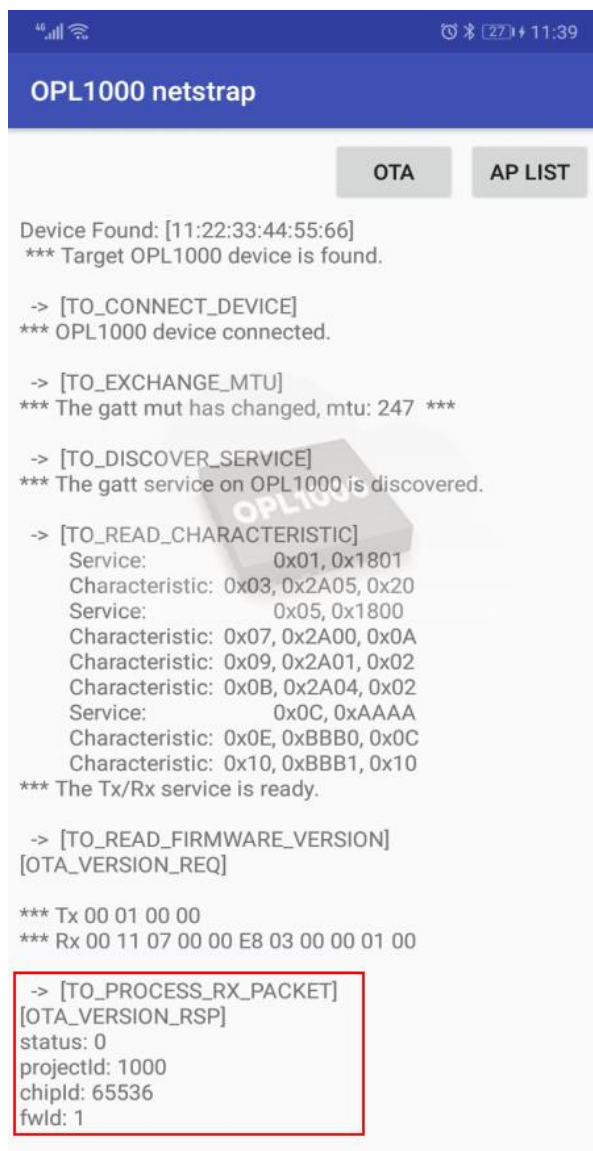 4G 27 11:39
OPL1000 netstrap
OTA AP LIST
Device Found: [11:22:33:44:55:66]
*** Target OPL1000 device is found.
-> [TO_CONNECT_DEVICE]
*** OPL1000 device connected.
-> [TO_EXCHANGE_MTU]
*** The gatt mut has changed, mtu: 247 ***
-> [TO_DISCOVER_SERVICE]
*** The gatt service on OPL1000 is discovered.
OPL1000
-> [TO_READ_CHARACTERISTIC]
Service: 0x01, 0x1801
Characteristic: 0x03, 0x2A05, 0x20
Service: 0x05, 0x1800
Characteristic: 0x07, 0x2A00, 0x0A
Characteristic: 0x09, 0x2A01, 0x02
Characteristic: 0x0B, 0x2A04, 0x02
Service: 0x0C, 0xAAAA
Characteristic: 0x0E, 0xBBB0, 0x0C
Characteristic: 0x10, 0xBBB1, 0x10
*** The Tx/Rx service is ready.
-> [TO_READ_FIRMWARE_VERSION]
[OTA_VERSION_REQ]
*** Tx 00 01 00 00
*** Rx 00 11 07 00 00 E8 03 00 00 01 00
-> [TO_PROCESS_RX_PACKET]
[OTA_VERSION_RSP]
status: 0
projectId: 1000
chipId: 65536
fwId: 1